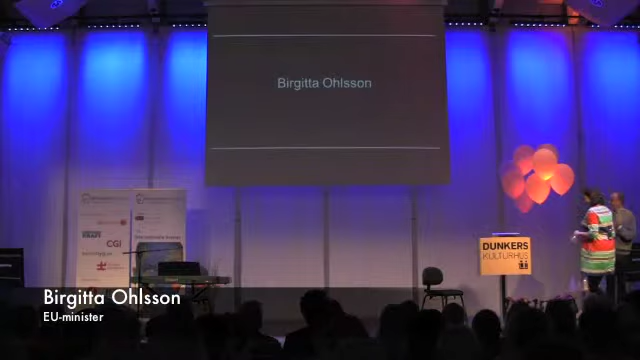 Birgitta Ohlsson
CGI
DUNKERS
KULTURHUS
Birgitta Ohlsson
EU-minister